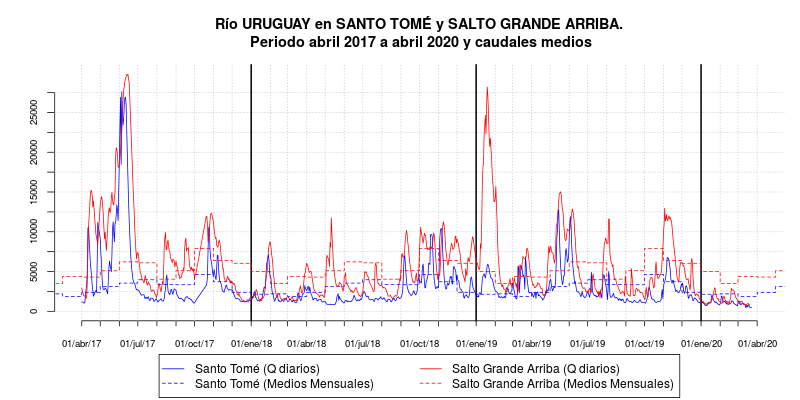 Río URUGUAY en SANTO TOMÉ y SALTO GRANDE ARRIBA.
Periodo abril 2017 a abril 2020 y caudales medios
25000
20000
15000
10000
5000
0
01/abr/17 01/jul/17 01/oct/17 01/ene/18 01/abr/18 01/jul/18 01/oct/18 01/ene/19 01/abr/19 01/jul/19 01/oct/19 01/ene/20 01/abr/20
Santo Tomé (Q diarios) Salto Grande Arriba (Q diarios)
Santo Tomé (Medios Mensuales) Salto Grande Arriba (Medios Mensuales)